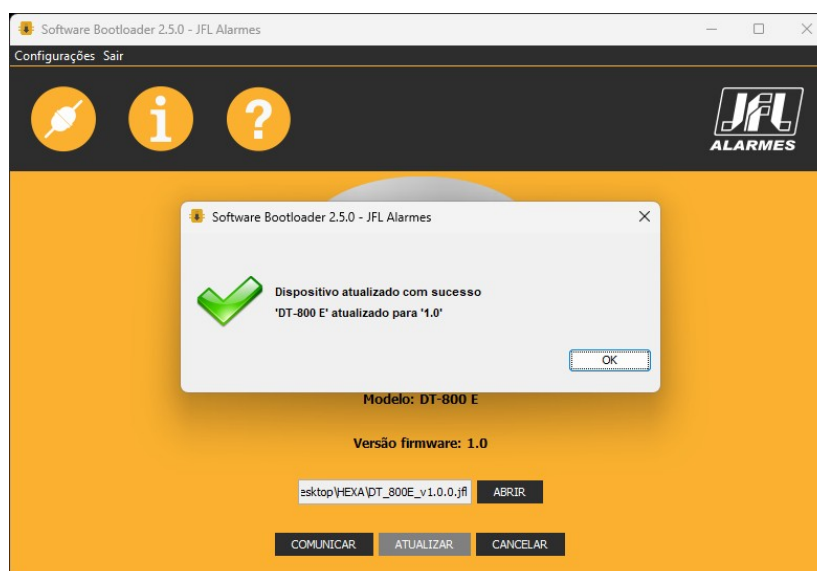 Software Bootloader 2.5.0 - JFL Alarmes
Configurações Sair
i ?
JFL
ALARMES
Software Bootloader 2.5.0 - JFL Alarmes
Dispositivo atualizado com sucesso
'DT-800 E' atualizado para '1.0'
OK
Modelo: DT-800 E
Versão firmware: 1.0
esktop\HEXA\DT_800E_v1.0.0.jfl ABRIR
COMUNICAR ATUALIZAR CANCELAR